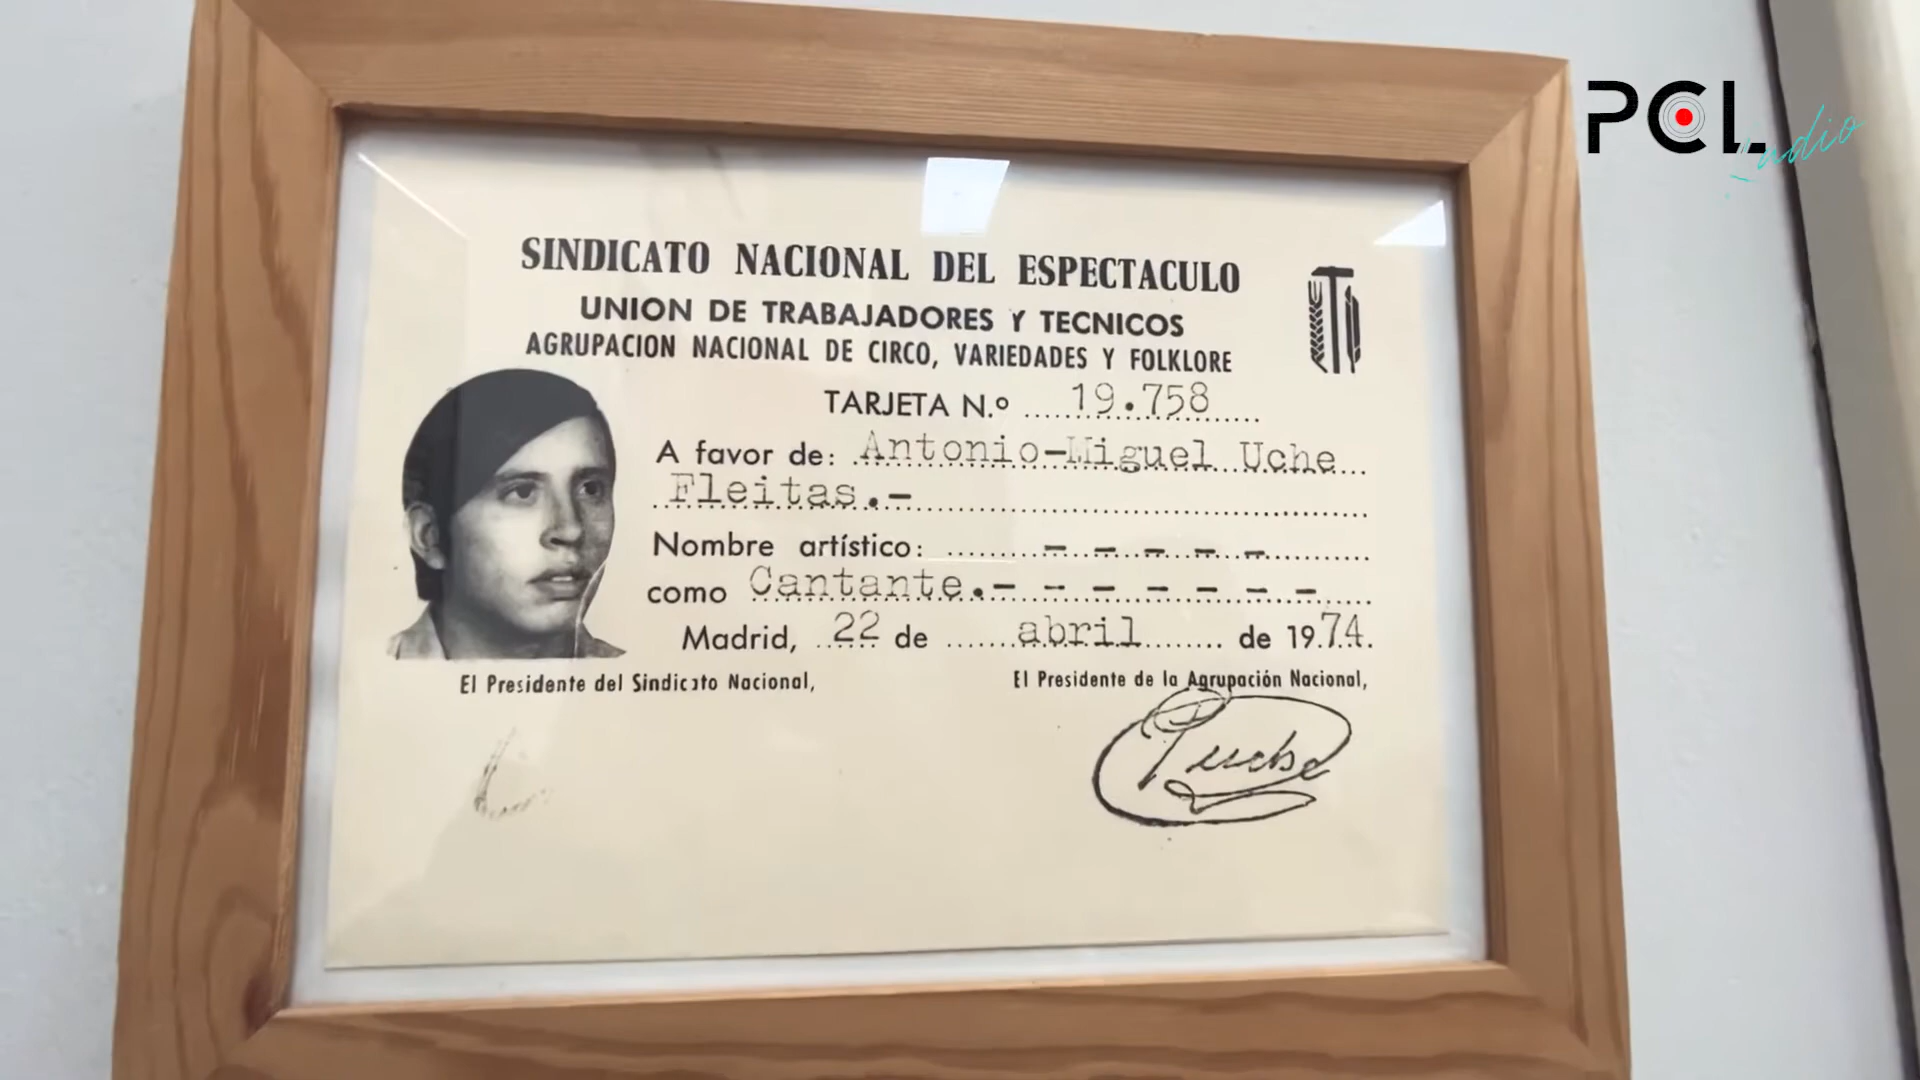 PCL
SINDICATO NACIONAL DEL ESPECTACULO
UNION DE TRABAJADORES Y TECNICOS
AGRUPACION NACIONAL DE CIRCO, VARIEDADES Y FOLKLORE
TARJETA N.º 19.758
A favor de: Antonio-Miguel Uche
Fleitas.-
Nombre artístico: - - - - -
como Cantante.- - - - - - -
Madrid, 22 de abril de 1974.
El Presidente del Sindicato Nacional,
El Presidente de la Agrupación Nacional,